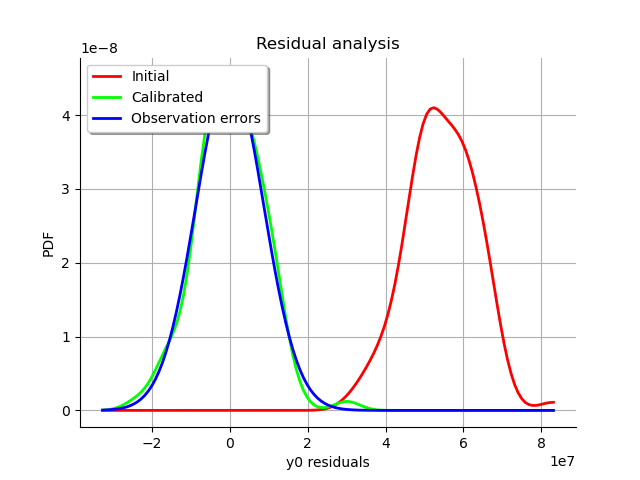 Residual analysis
1e−8
Initial
Calibrated
Observation errors
4
3
2
1
0
PDF
−2
0
2
4
6
8
1e7
y0 residuals